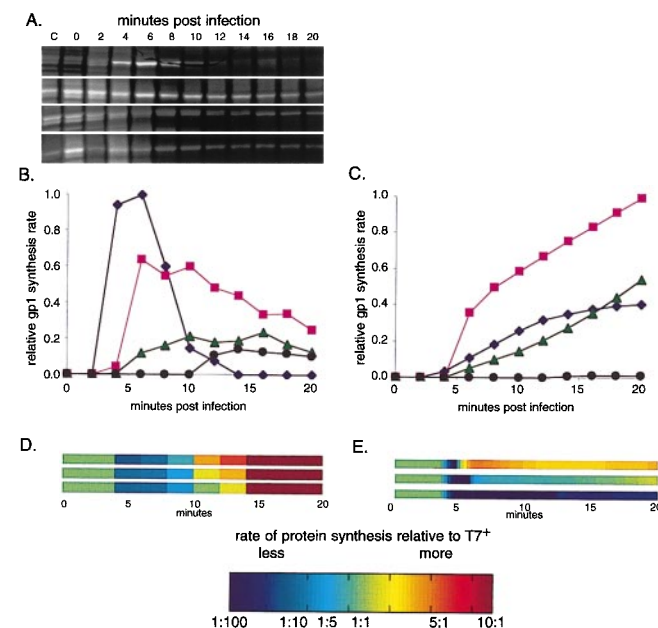 A.
minutes post infection
C 0 2 4 6 8 10 12 14 16 18 20
B.
relative gp1 synthesis rate
1.0
0.8
0.6
0.4
0.2
0.0
0 5 10 15 20
minutes post infection
C.
relative gp1 synthesis rate
1.0
0.8
0.6
0.4
0.2
0.0
0 5 10 15 20
minutes post infection
D.
0 5 10 15 20
minutes
E.
0 5 10 15 20
minutes
rate of protein synthesis relative to T7+
less more
1:100 1:10 1:5 1:1 5:1 10:1